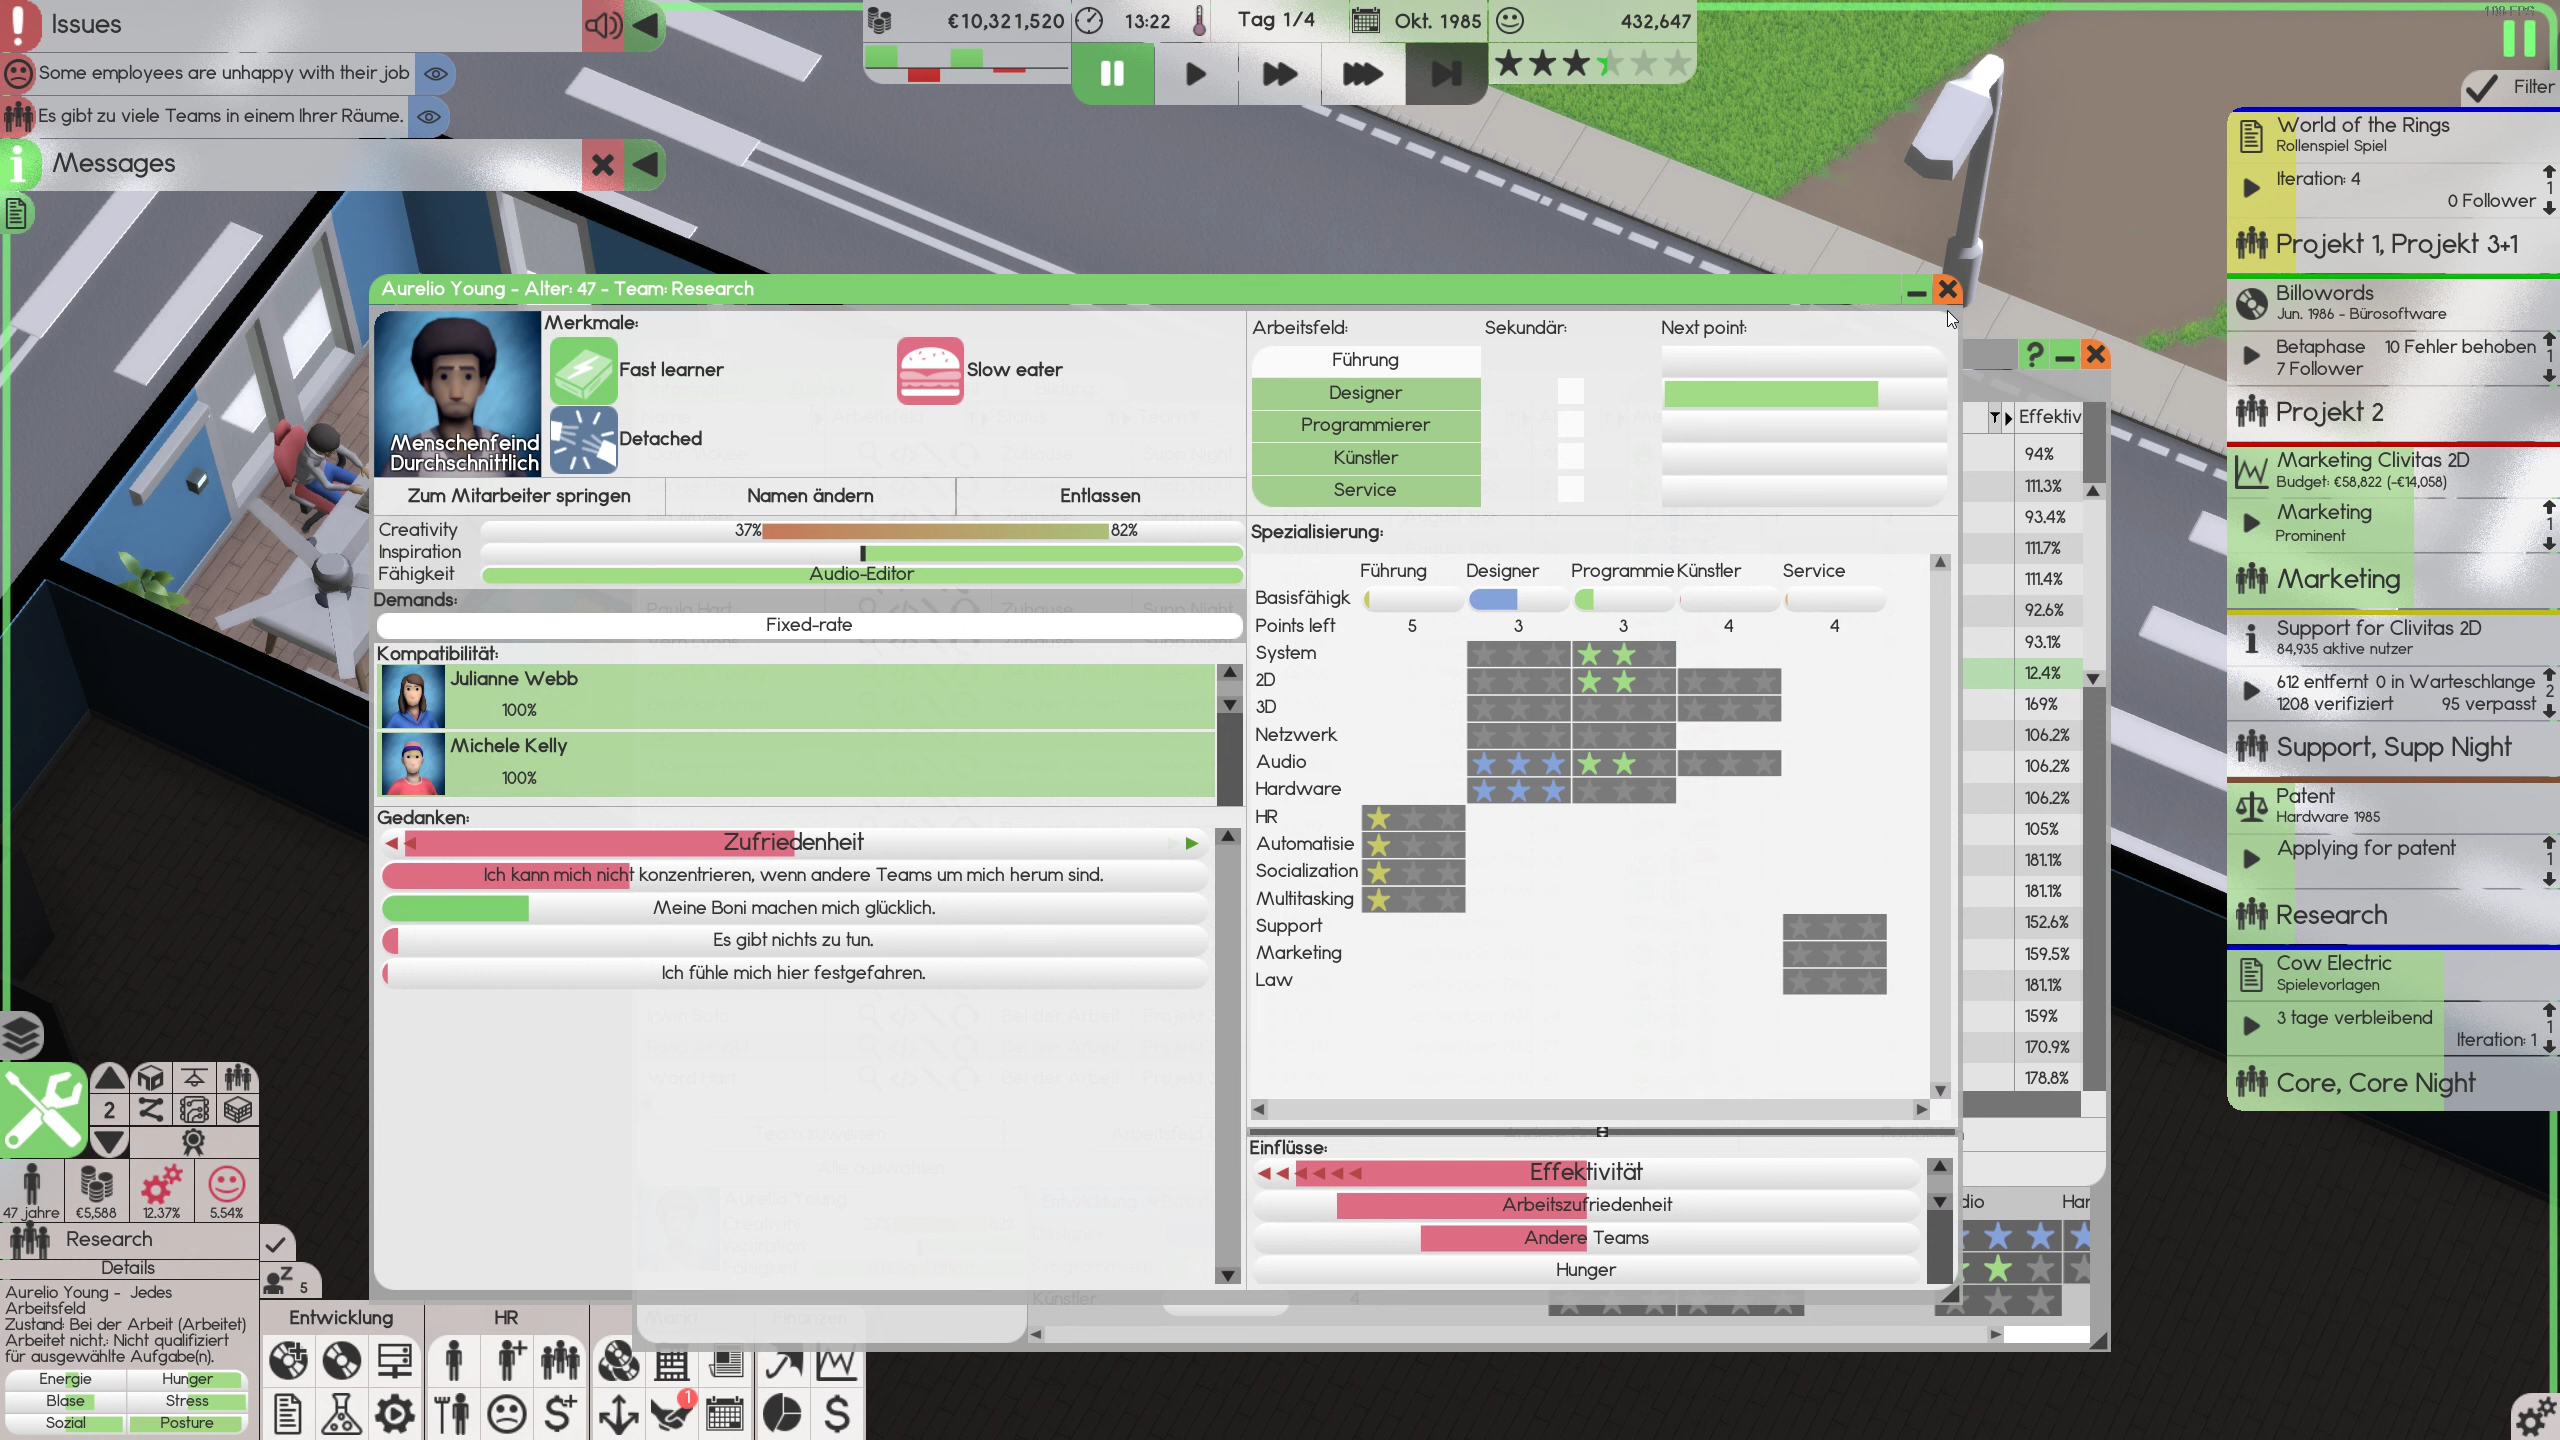 Issues
Some employees are unhappy with their job
Es gibt zu viele Teams in einem Ihrer Räume.
Messages
€10,321,520
13:22
Tag 1/4
Okt. 1985
432,647
Filter
World of the Rings
Rollenspiel Spiel
Iteration: 4
1
0 Follower
Projekt 1, Projekt 3+1
Billowords
Jun. 1986 - Bürosoftware
Betaphase 10 Fehler behoben
1
7 Follower
Projekt 2
Marketing Clivitas 2D
Budget: €58,822 (-€14,058)
Marketing
1
Prominent
Marketing
Support for Clivitas 2D
84,935 aktive nutzer
612 entfernt 0 in Warteschlange
2
1208 verifiziert 95 verpasst
Support, Supp Night
Patent
Hardware 1985
Applying for patent
1
Research
Cow Electric
Spielevorlagen
3 tage verbleibend
1
Iteration: 1
Core, Core Night
Aurelio Young - Alter: 47 - Team: Research
Menschenfeind
Durchschnittlich
Merkmale:
Fast learner
Slow eater
Detached
Zum Mitarbeiter springen
Namen ändern
Entlassen
Creativity
37%
82%
Inspiration
Fähigkeit
Audio-Editor
Demands:
Fixed-rate
Kompatibilität:
Julianne Webb
100%
Michele Kelly
100%
Gedanken:
Zufriedenheit
Ich kann mich nicht konzentrieren, wenn andere Teams um mich herum sind.
Meine Boni machen mich glücklich.
Es gibt nichts zu tun.
Ich fühle mich hier festgefahren.
Arbeitsfeld:
Sekundär:
Next point:
Führung
Designer
Programmierer
Künstler
Service
Spezialisierung:
Führung Designer Programmie Künstler Service
Basisfähigk
Points left 5 3 3 4 4
System
2D
3D
Netzwerk
Audio
Hardware
HR
Automatisie
Socialization
Multitasking
Support
Marketing
Law
Einflüsse:
Effektivität
Arbeitszufriedenheit
Andere Teams
Hunger
?
Effektiv
94%
111.3%
93.4%
111.7%
111.4%
92.6%
93.1%
12.4%
169%
106.2%
106.2%
106.2%
105%
181.1%
181.1%
152.6%
159.5%
181.1%
159%
170.9%
178.8%
dio
Har
Künstler
4
2
47 jahre
€5,588
12.37%
5.54%
Research
Details
5
Aurelio Young - Jedes
Arbeitsfeld
Zustand: Bei der Arbeit (Arbeitet)
Arbeitet nicht.: Nicht qualifiziert
für ausgewählte Aufgabe(n).
Energie
Hunger
Blase
Stress
Sozial
Posture
Entwicklung
HR
Markt
Finanzen
1